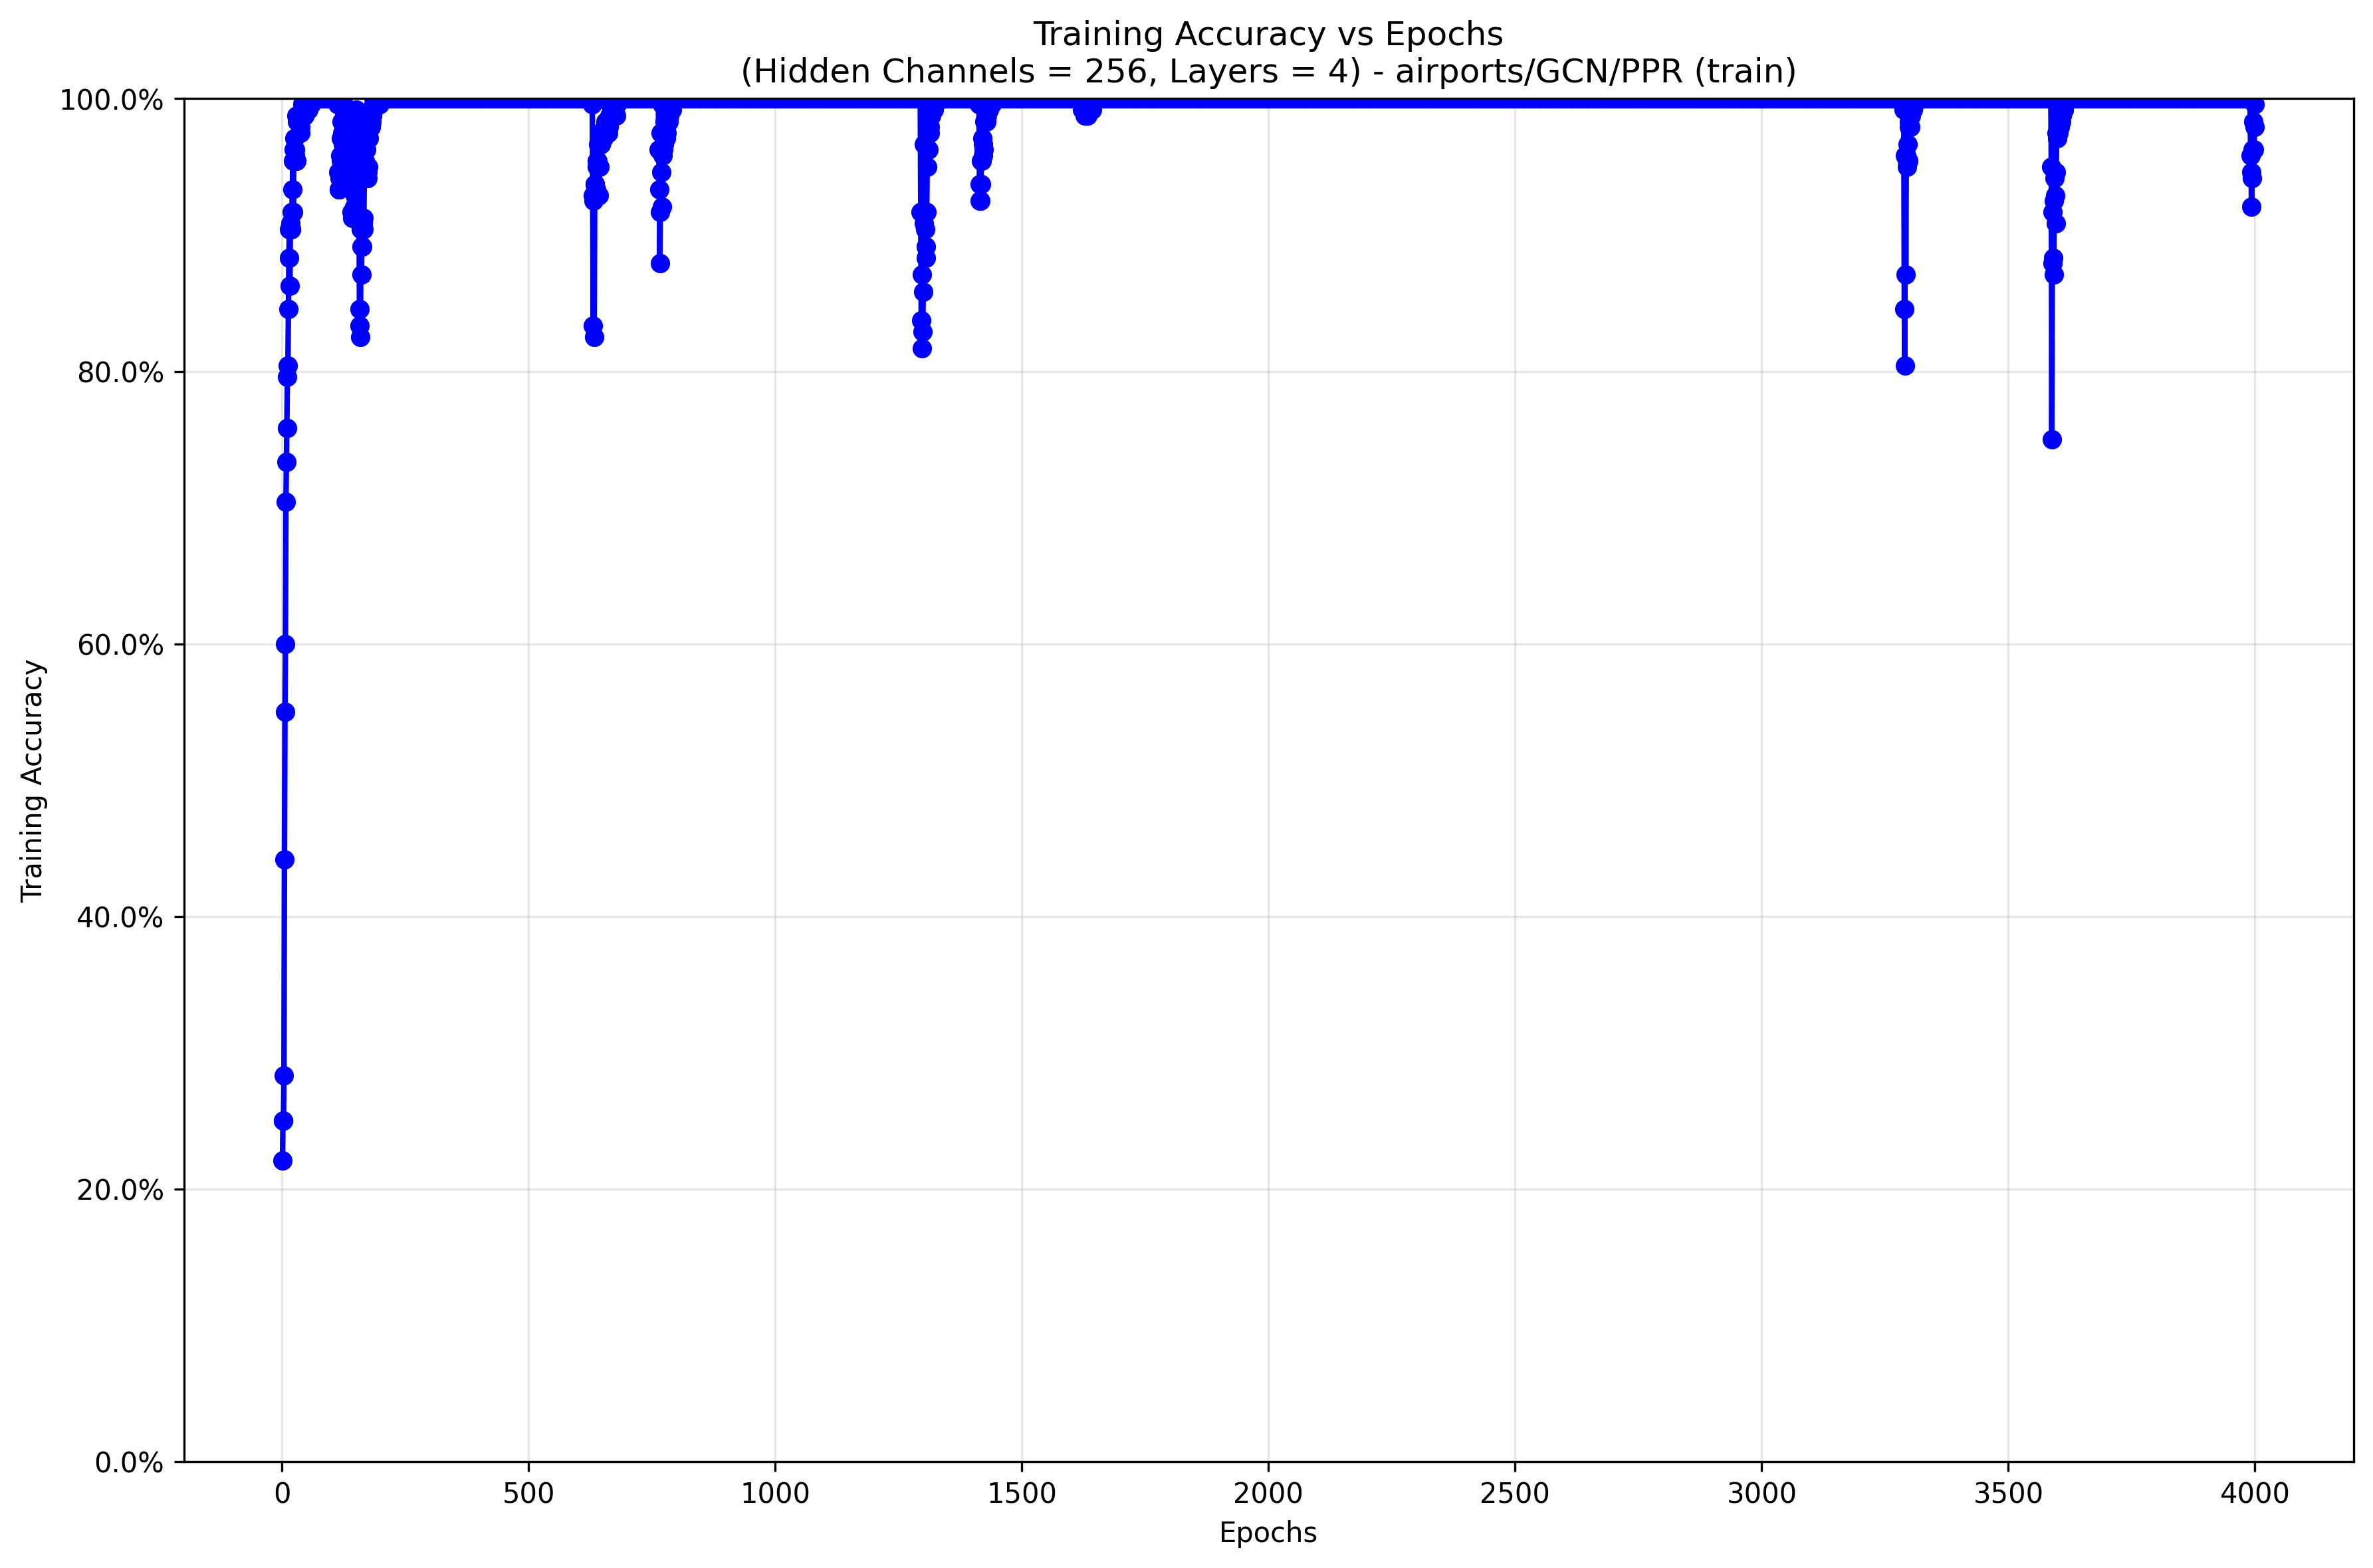 Training Accuracy vs Epochs
(Hidden Channels = 256, Layers = 4) - airports/GCN/PPR (train)
100.0%
80.0%
60.0%
40.0%
20.0%
0.0%
Training Accuracy
0 500 1000 1500 2000 2500 3000 3500 4000
Epochs